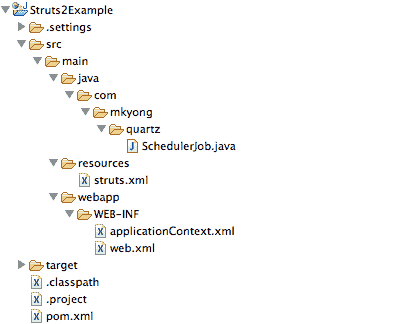 Struts2Example
.settings
src
main
java
com
mkyong
quartz
SchedulerJob.java
resources
struts.xml
webapp
WEB-INF
applicationContext.xml
web.xml
target
.classpath
.project
pom.xml